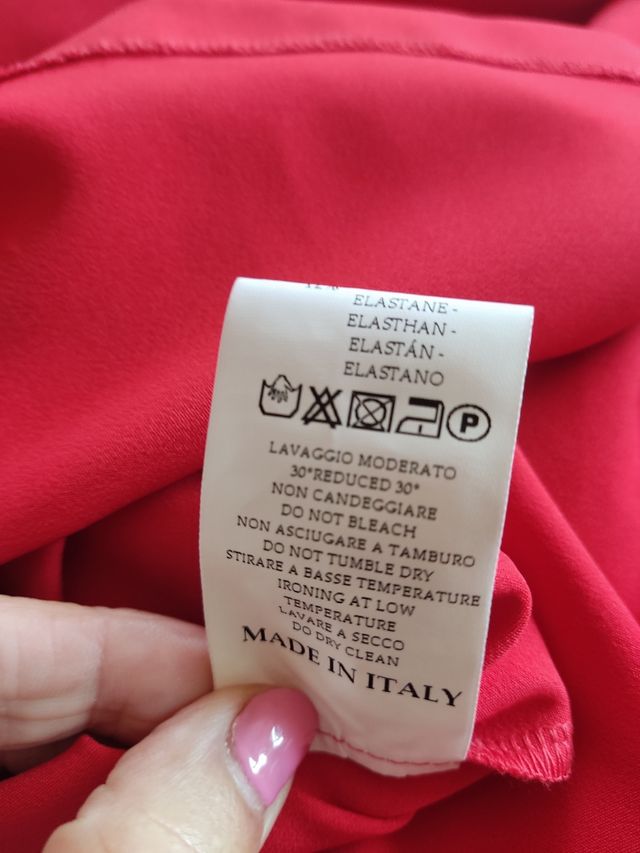 ELASTANE -
ELASTHAN -
ELASTÁN -
ELASTANO
P
LAVAGGIO MODERATO
30°REDUCED 30°
NON CANDEGGIARE
DO NOT BLEACH
NON ASCIUGARE A TAMBURO
DO NOT TUMBLE DRY
STIRARE A BASSE TEMPERATURE
IRONING AT LOW
TEMPERATURE
LAVARE A SECCO
DO DRY CLEAN
MADE IN ITALY